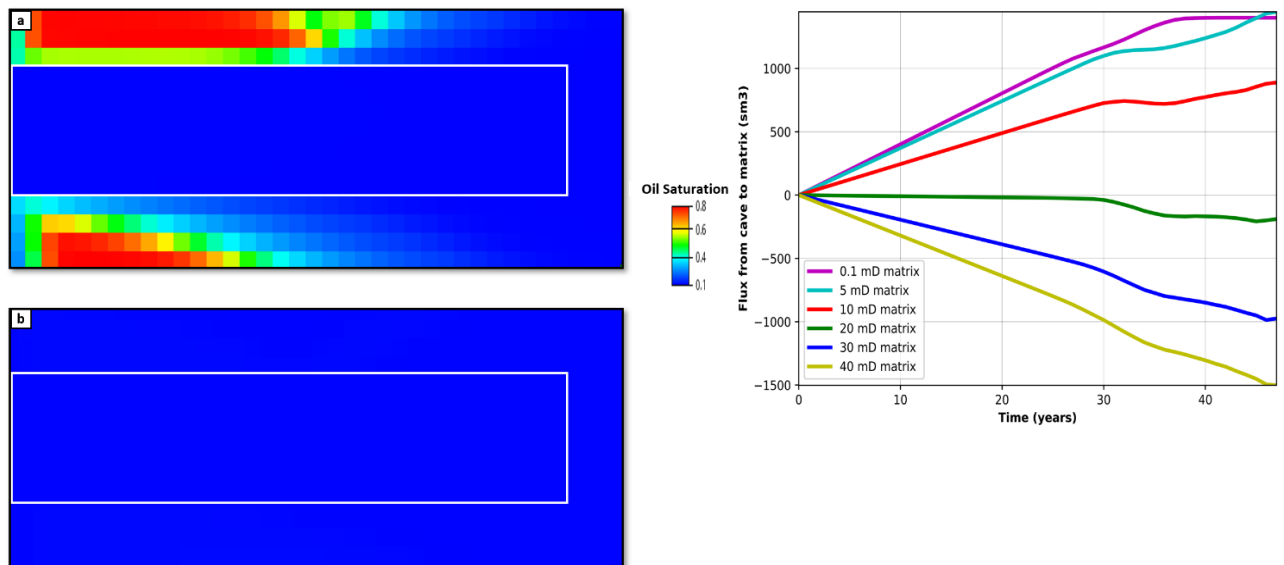 a
Oil Saturation
0.8
0.6
0.4
0.1
b
Flux from cave to matrix (sm3)
1000
500
0
−500
−1000
−1500
0.1 mD matrix
5 mD matrix
10 mD matrix
20 mD matrix
30 mD matrix
40 mD matrix
0 10 20 30 40
Time (years)